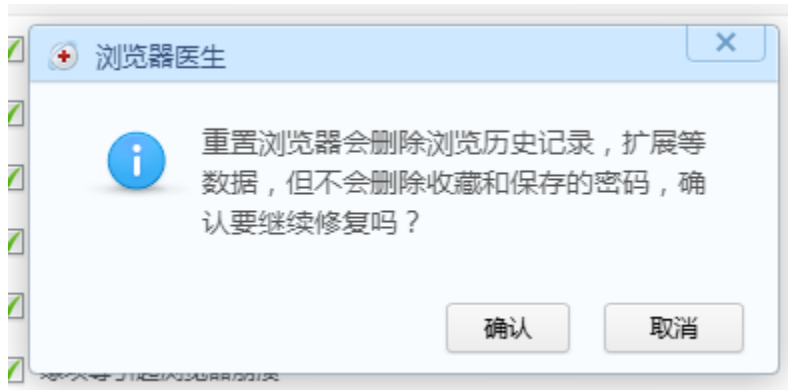 浏览器医生
重置浏览器会删除浏览历史记录，扩展等
数据，但不会删除收藏和保存的密码，确
认要继续修复吗？
确认
取消